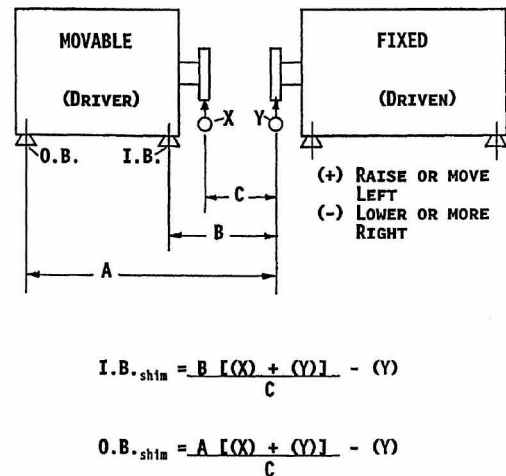 MOVABLE
(DRIVER)
FIXED
(DRIVEN)
X
Y
O.B.
I.B.
C
B
A
(+) RAISE OR MOVE
LEFT
(-) LOWER OR MORE
RIGHT
I.B.shim = B [(X) + (Y)] - (Y)
C
O.B.shim = A [(X) + (Y)] - (Y)
C